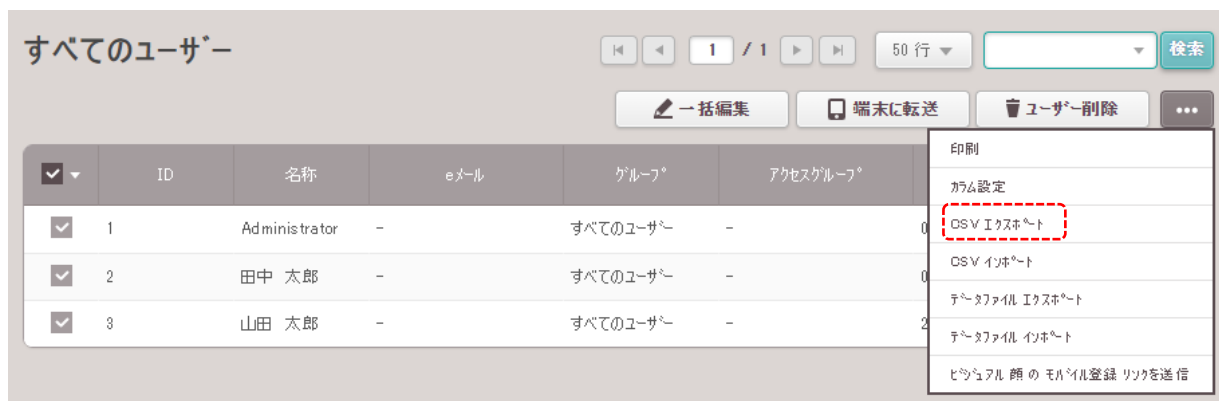 すべてのユーザー
1 / 1
50 行
検索
一括編集
端末に転送
ユーザー削除
...
ID 名称 eメール グループ アクセスグループ
1 Administrator - すべてのユーザー - 0
2 田中 太郎 - すべてのユーザー - 0
3 山田 太郎 - すべてのユーザー - 2
印刷
カラム設定
CSV エクスポート
CSV インポート
データファイル エクスポート
データファイル インポート
ビジュアル 顔 の モバイル登録 リンクを送信